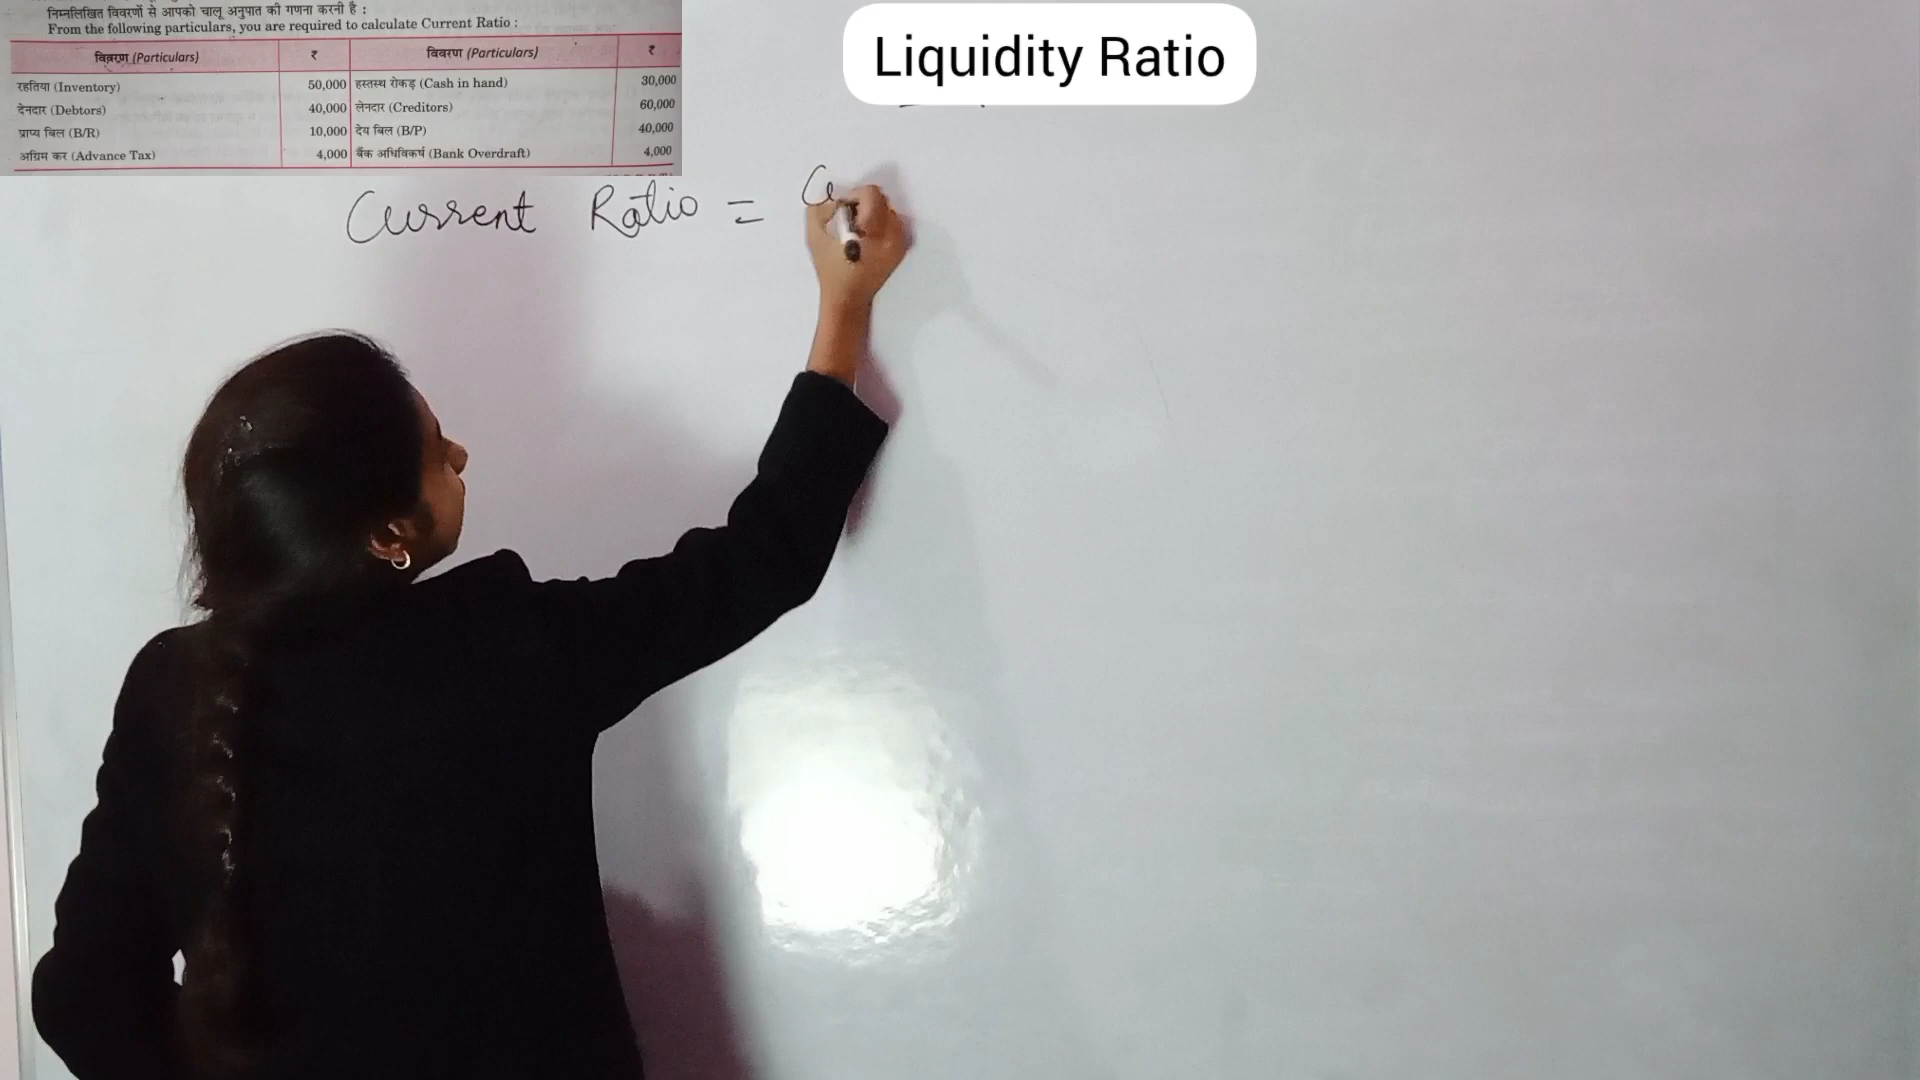 निम्नलिखित विवरणों से आपको चालू अनुपात की गणना करनी है :
From the following particulars, you are required to calculate Current Ratio :
विवरण (Particulars) ₹ विवरण (Particulars) ₹
रहतिया (Inventory) 50,000 हस्तस्थ रोकड़ (Cash in hand) 30,000
देनदार (Debtors) 40,000 लेनदार (Creditors) 60,000
प्राप्य बिल (B/R) 10,000 देय बिल (B/P) 40,000
अग्रिम कर (Advance Tax) 4,000 बैंक अधिविकर्ष (Bank Overdraft) 4,000
Liquidity Ratio
Current Ratio = Cu